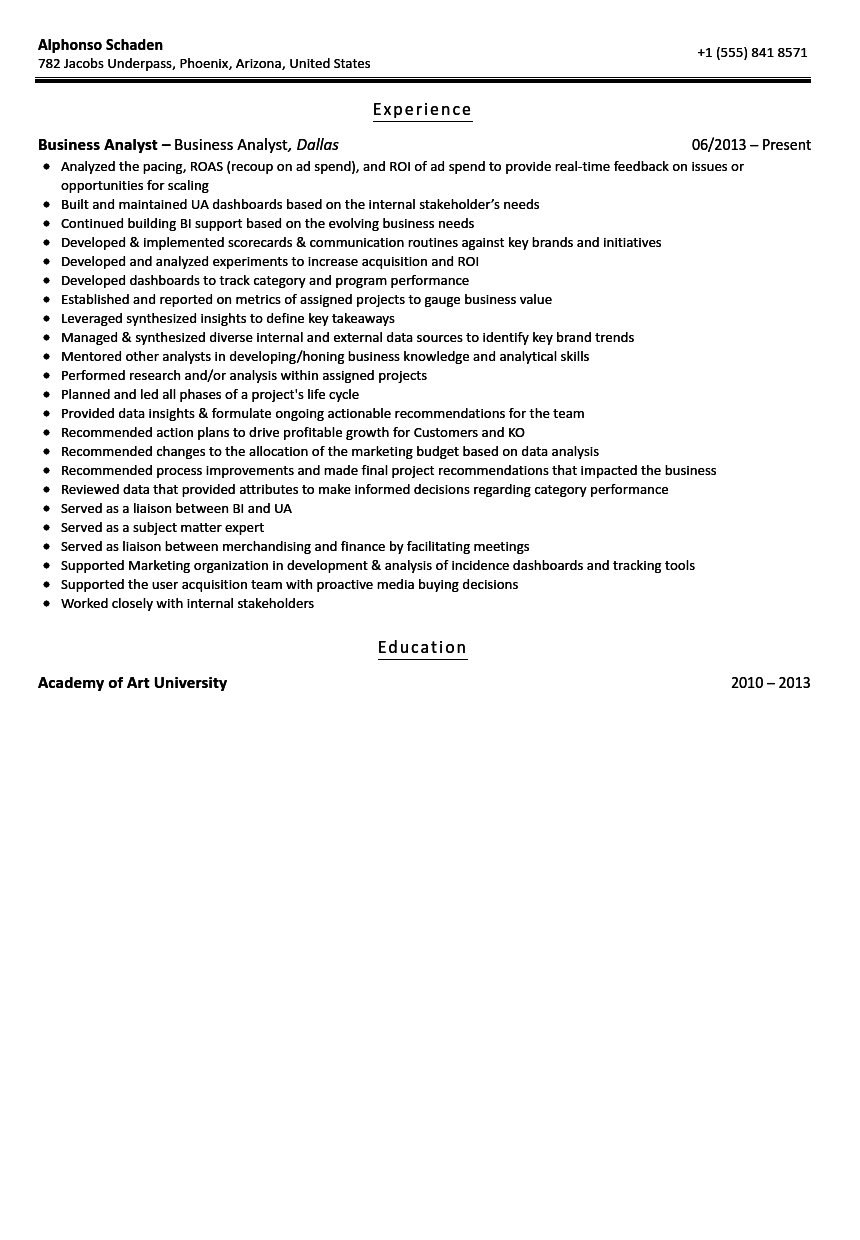 Alphonso Schaden
782 Jacobs Underpass, Phoenix, Arizona, United States
+1 (555) 841 8571
Experience
Business Analyst – Business Analyst, Dallas 06/2013 – Present
• Analyzed the pacing, ROAS (recoup on ad spend), and ROI of ad spend to provide real-time feedback on issues or
opportunities for scaling
• Built and maintained UA dashboards based on the internal stakeholder’s needs
• Continued building BI support based on the evolving business needs
• Developed & implemented scorecards & communication routines against key brands and initiatives
• Developed and analyzed experiments to increase acquisition and ROI
• Developed dashboards to track category and program performance
• Established and reported on metrics of assigned projects to gauge business value
• Leveraged synthesized insights to define key takeaways
• Managed & synthesized diverse internal and external data sources to identify key brand trends
• Mentored other analysts in developing/honing business knowledge and analytical skills
• Performed research and/or analysis within assigned projects
• Planned and led all phases of a project's life cycle
• Provided data insights & formulate ongoing actionable recommendations for the team
• Recommended action plans to drive profitable growth for Customers and KO
• Recommended changes to the allocation of the marketing budget based on data analysis
• Recommended process improvements and made final project recommendations that impacted the business
• Reviewed data that provided attributes to make informed decisions regarding category performance
• Served as a liaison between BI and UA
• Served as a subject matter expert
• Served as liaison between merchandising and finance by facilitating meetings
• Supported Marketing organization in development & analysis of incidence dashboards and tracking tools
• Supported the user acquisition team with proactive media buying decisions
• Worked closely with internal stakeholders
Education
Academy of Art University 2010 – 2013